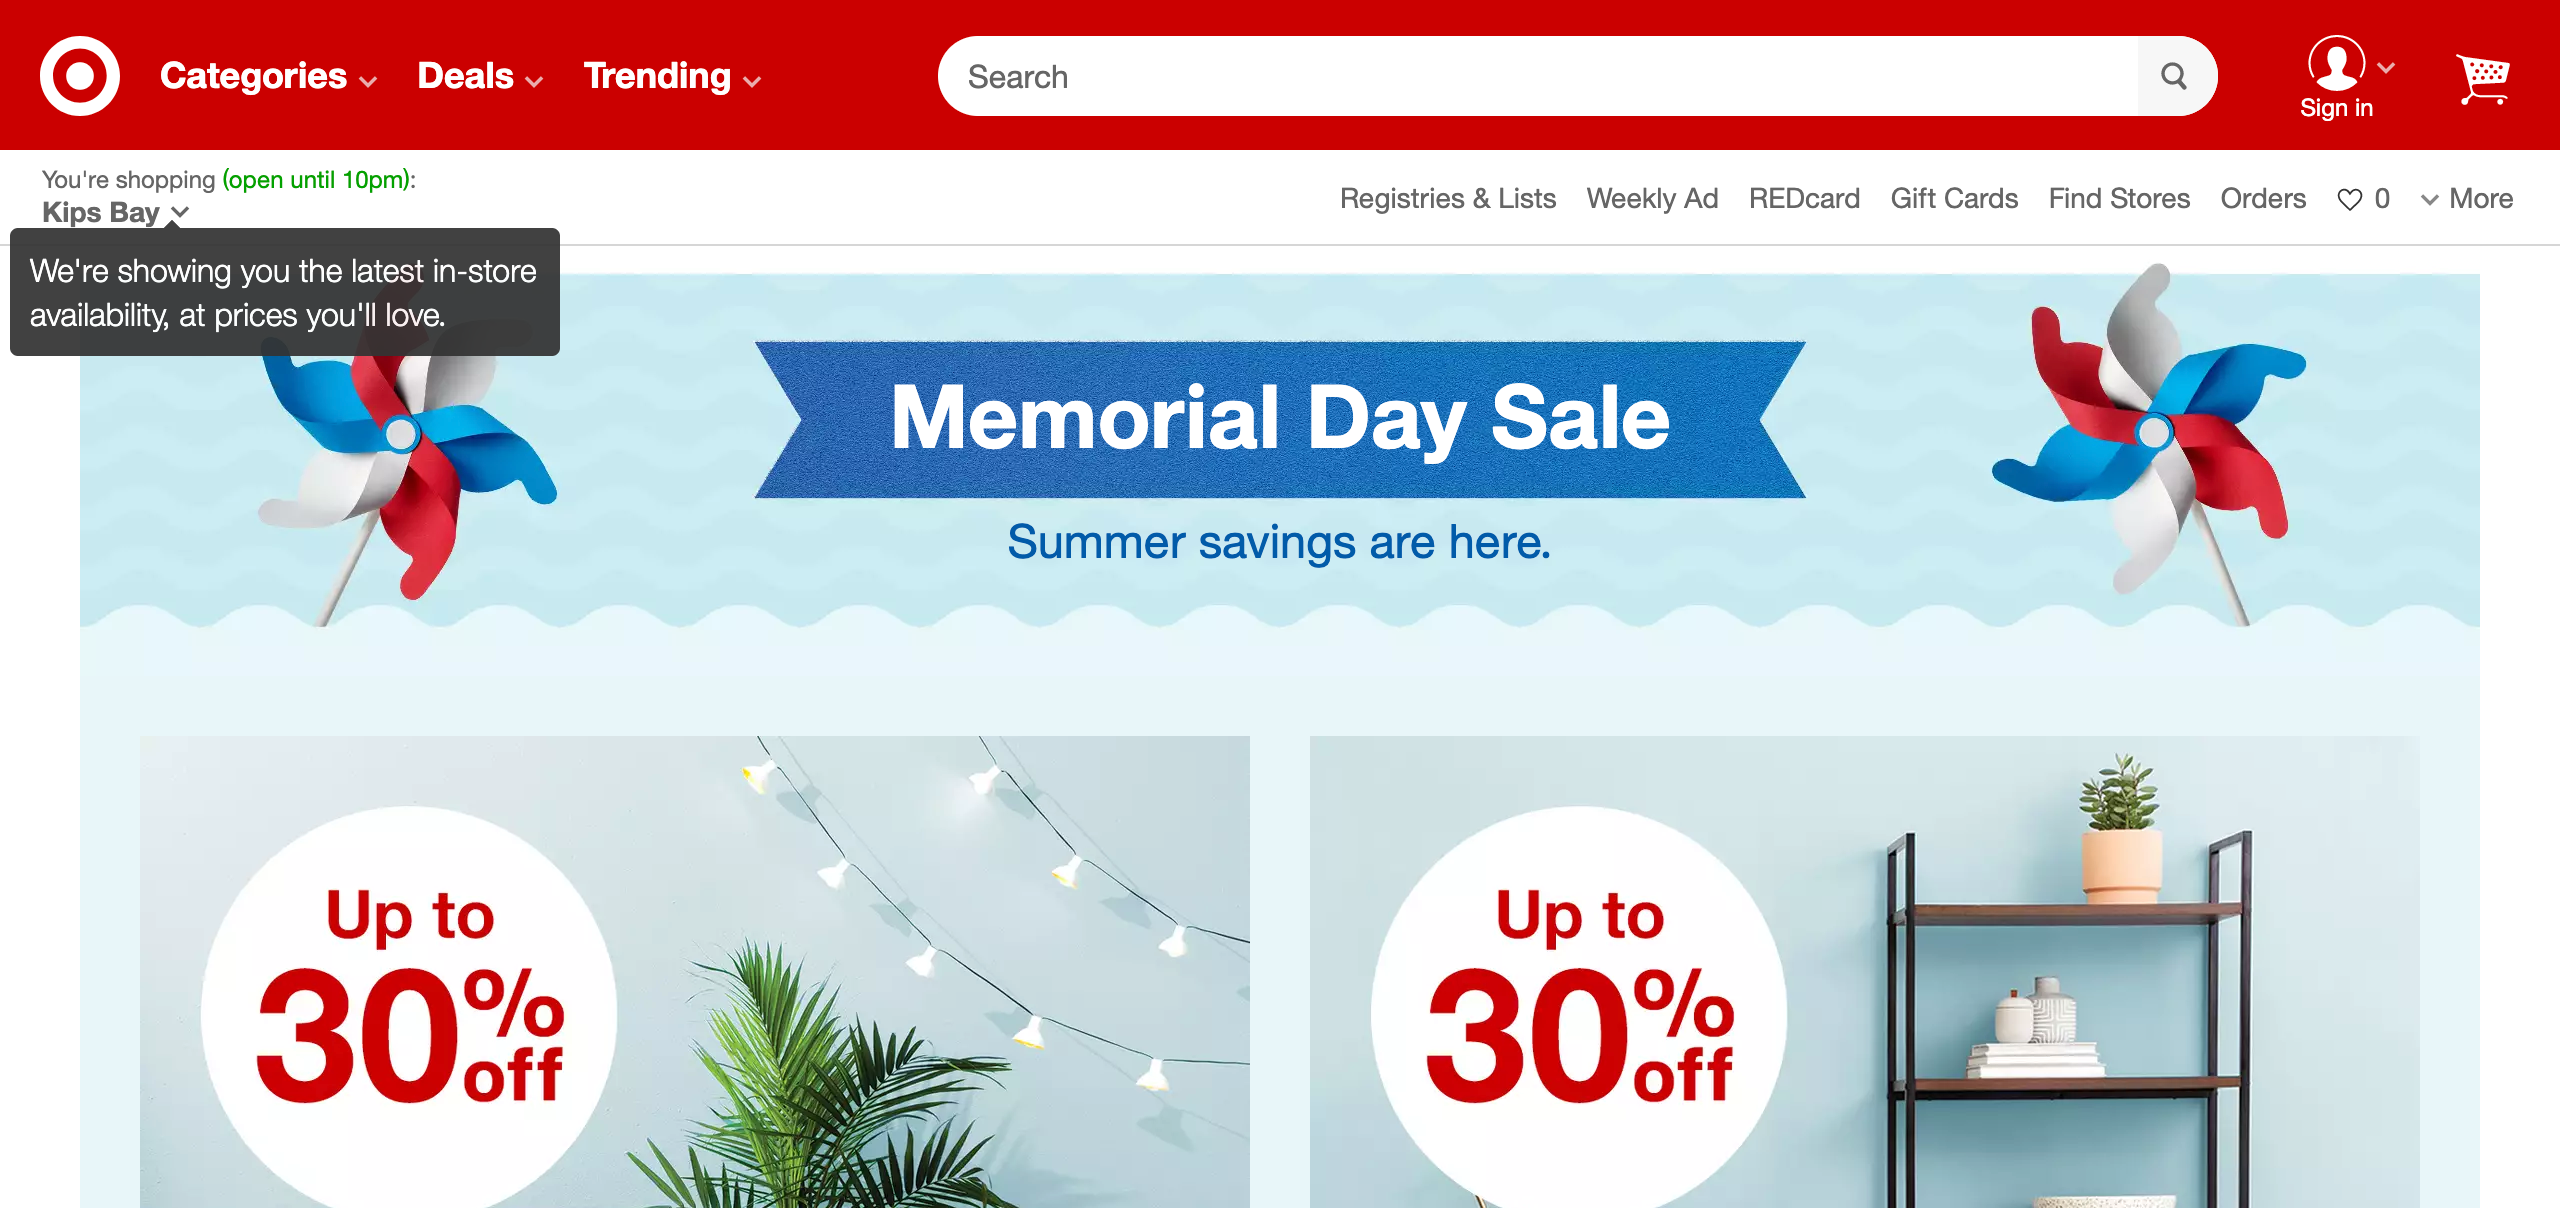 Categories Deals Trending
Search
Sign in
You're shopping (open until 10pm):
Kips Bay
Registries & Lists Weekly Ad REDcard Gift Cards Find Stores Orders 0 More
We're showing you the latest in-store
availability, at prices you'll love.
Memorial Day Sale
Summer savings are here.
Up to
30% off
Up to
30% off